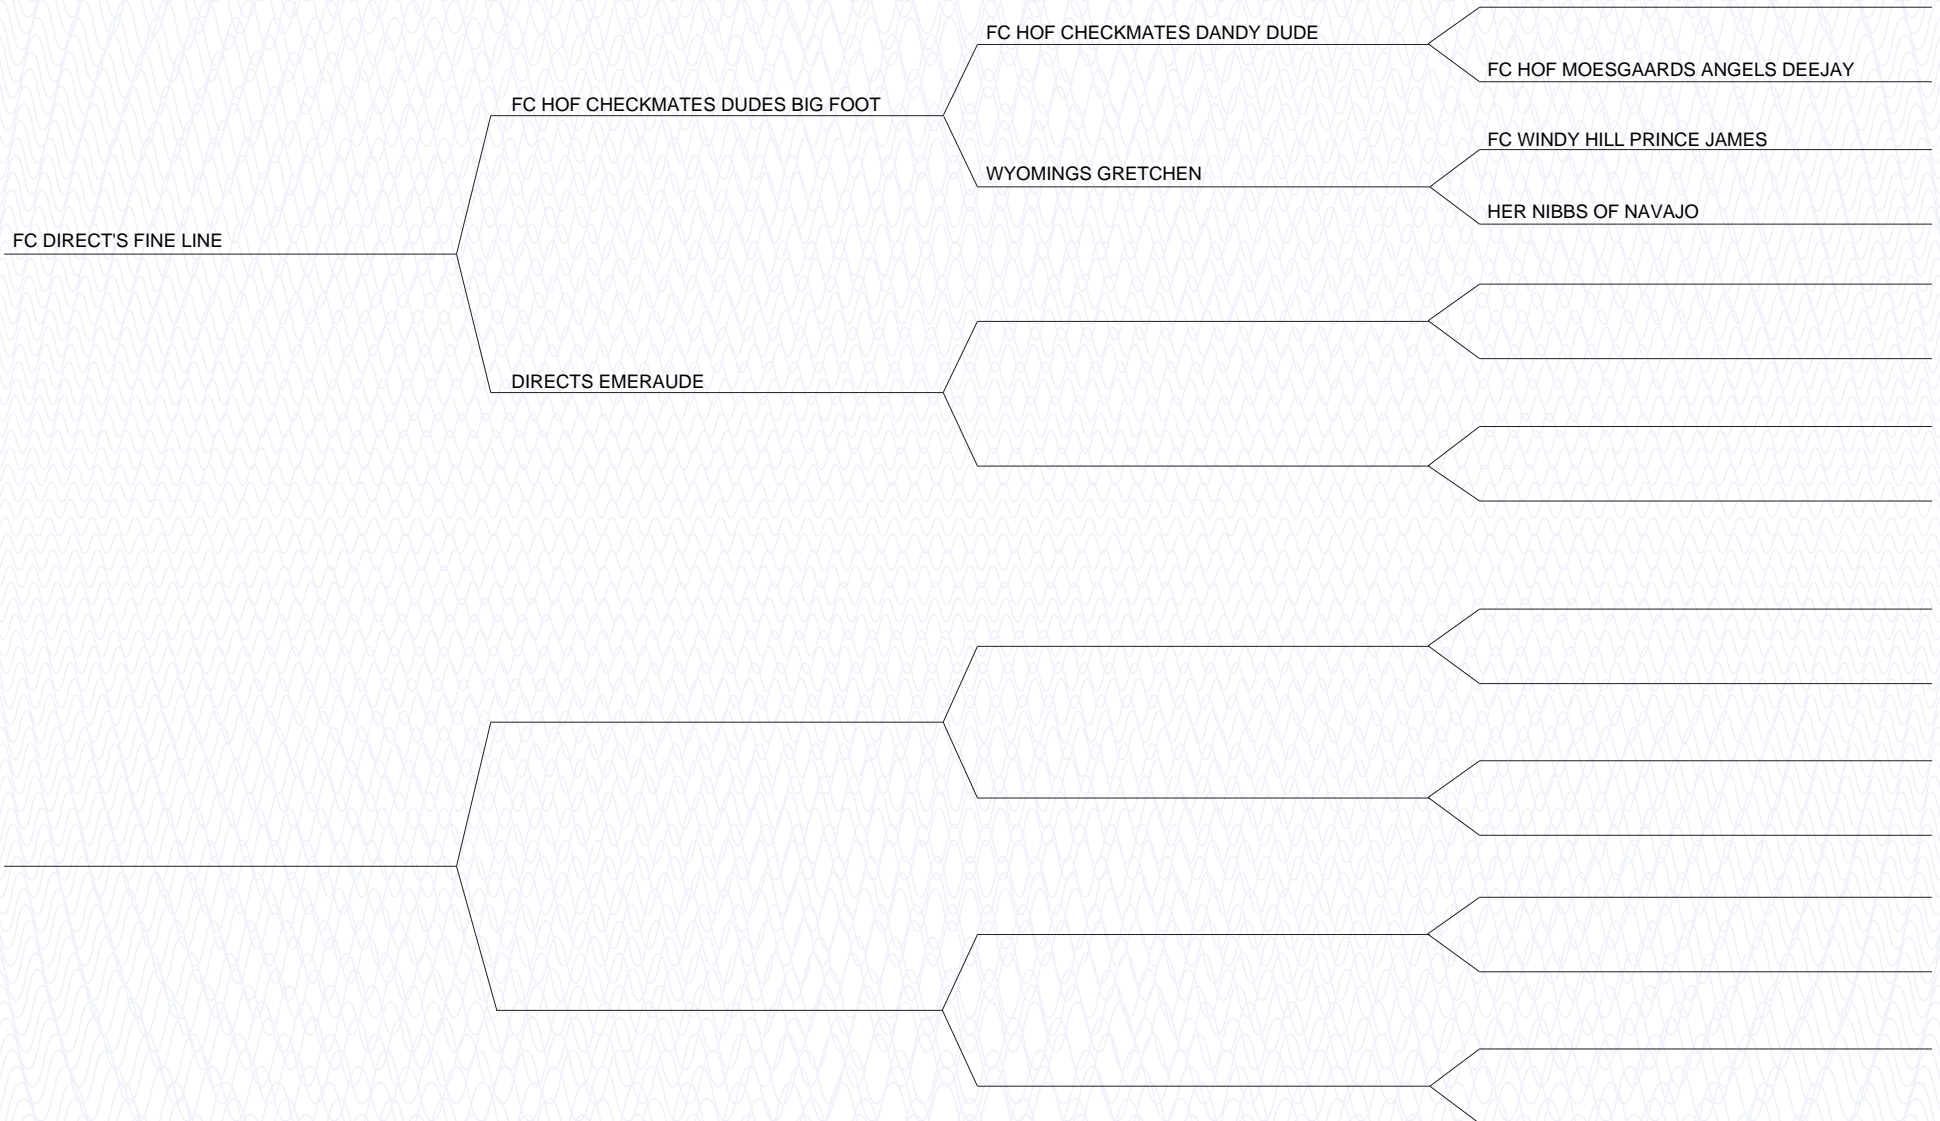 FC HOF CHECKMATES DANDY DUDE
FC HOF MOESGAARDS ANGELS DEEJAY
FC HOF CHECKMATES DUDES BIG FOOT
FC WINDY HILL PRINCE JAMES
WYOMINGS GRETCHEN
HER NIBBS OF NAVAJO
FC DIRECT'S FINE LINE
DIRECTS EMERAUDE